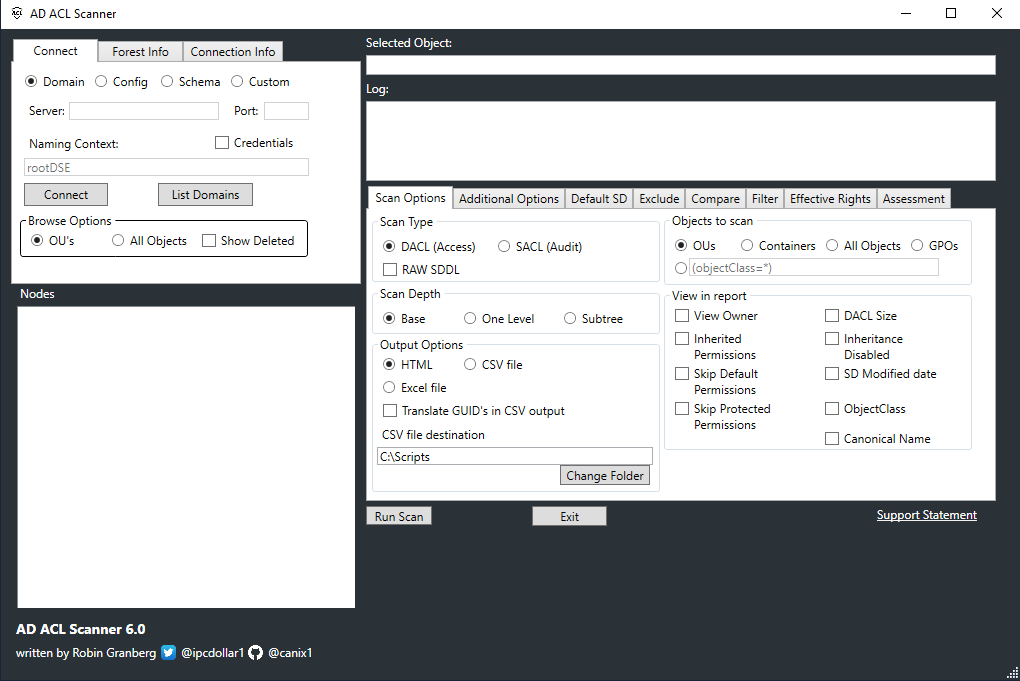 AD ACL Scanner
Connect Forest Info Connection Info
Domain Config Schema Custom
Server: Port:
Naming Context: Credentials
rootDSE
Connect List Domains
Browse Options
OU's All Objects Show Deleted
Nodes
AD ACL Scanner 6.0
written by Robin Granberg @ipcdollar1 @canix1
Selected Object:
Log:
Scan Options Additional Options Default SD Exclude Compare Filter Effective Rights Assessment
Scan Type
DACL (Access) SACL (Audit)
RAW SDDL
Scan Depth
Base One Level Subtree
Output Options
HTML CSV file
Excel file
Translate GUID's in CSV output
CSV file destination
C:\Scripts
Change Folder
Objects to scan
OUs Containers All Objects GPOs
(objectClass=*)
View in report
View Owner DACL Size
Inherited
Permissions
Inheritance
Disabled
Skip Default
Permissions
SD Modified date
Skip Protected
Permissions
ObjectClass
Canonical Name
Run Scan Exit Support Statement